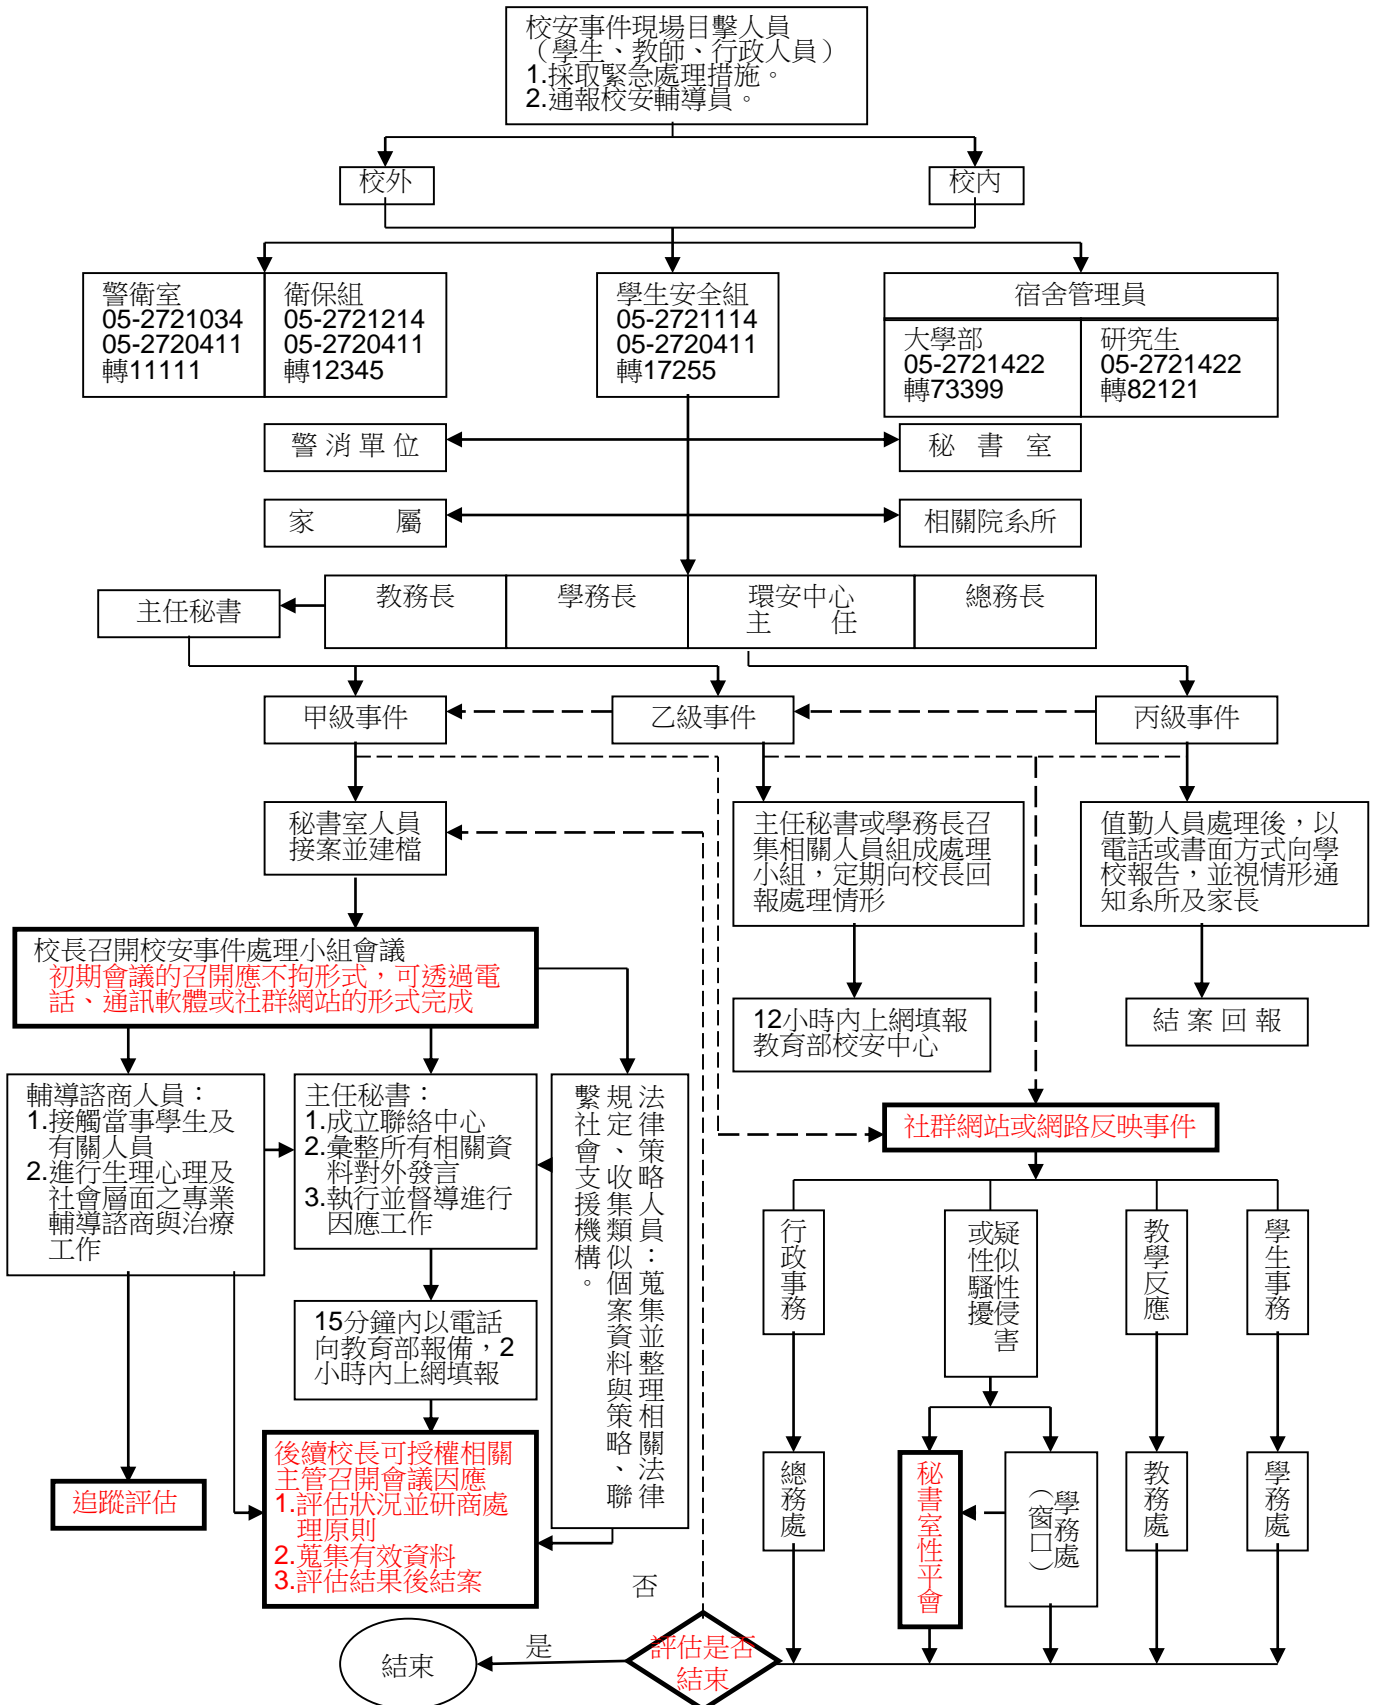 校安事件現場目擊人員
（學生、教師、行政人員）
1.採取緊急處理措施。
2.通報校安輔導員。
校外
校內
警衛室
05-2721034
05-2720411
轉11111
衛保組
05-2721214
05-2720411
轉12345
學生安全組
05-2721114
05-2720411
轉17255
宿舍管理員
大學部
05-2721422
轉73399
研究生
05-2721422
轉82121
警消單位
秘書室
家屬
相關院系所
主任秘書
教務長
學務長
環安中心
主任
總務長
甲級事件
乙級事件
丙級事件
秘書室人員
接案並建檔
主任秘書或學務長召
集相關人員組成處理
小組，定期向校長回
報處理情形
值勤人員處理後，以
電話或書面方式向學
校報告，並視情形通
知系所及家長
校長召開校安事件處理小組會議
初期會議的召開應不拘形式，可透過電
話、通訊軟體或社群網站的形式完成
12小時內上網填報
教育部校安中心
結案回報
輔導諮商人員：
1.接觸當事學生及
有關人員
2.進行生理心理及
社會層面之專業
輔導諮商與治療
工作
主任秘書：
1.成立聯絡中心
2.彙整所有相關資
料對外發言
3.執行並督導進行
因應工作
法律策略人員：蒐集並整理相關法律
規定、收集類似個案資料與策略、聯
繫社會支援機構。
社群網站或網路反映事件
行政事務
疑似性侵害
或性騷擾
教學反應
學生事務
15分鐘內以電話
向教育部報備，2
小時內上網填報
後續校長可授權相關
主管召開會議因應
1.評估狀況並研商處
理原則
2.蒐集有效資料
3.評估結果後結案
追蹤評估
總務處
秘書室性平會
學務處
（窗口）
教務處
學務處
否
評估是否
結束
是
結束